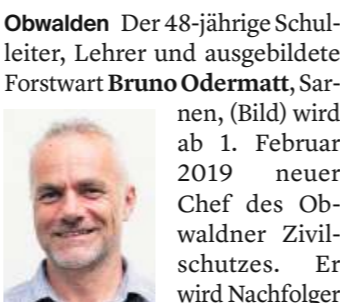 Obwalden Der 48-jährige Schul-
leiter, Lehrer und ausgebildete
Forstwart Bruno Odermatt, Sar-
nen, (Bild) wird
ab 1. Februar
2019 neuer
Chef des Ob-
waldner Zivil-
schutzes. Er
wird Nachfolger